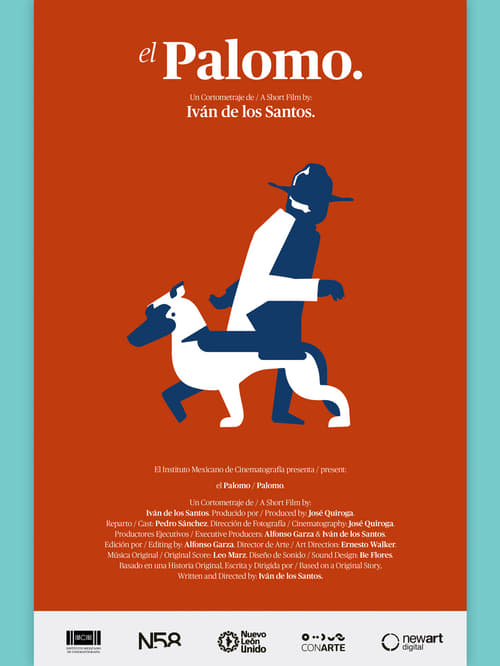 el Palomo.
Un Cortometraje de / A Short Film by:
Iván de los Santos.
El Instituto Mexicano de Cinematografía presenta / present:
el Palomo / Palomo.
Un Cortometraje de / A Short Film by:
Iván de los Santos. Producido por / Produced by: José Quiroga.
Reparto / Cast: Pedro Sánchez. Dirección de Fotografía / Cinematography: José Quiroga.
Productores Ejecutivos / Executive Producers: Alfonso Garza & Iván de los Santos.
Edición por / Editing by: Alfonso Garza. Director de Arte / Art Direction: Ernesto Walker.
Música Original / Original Score: Leo Marz. Diseño de Sonido / Sound Design: Be Flores.
Basado en una Historia Original, Escrita y Dirigida por / Based on a Original Story,
Written and Directed by: Iván de los Santos.
IMCINE
INSTITUTO MEXICANO
DE CINEMATOGRAFÍA
N58
Nuevo
León
Unido
CONARTE
newart
digital